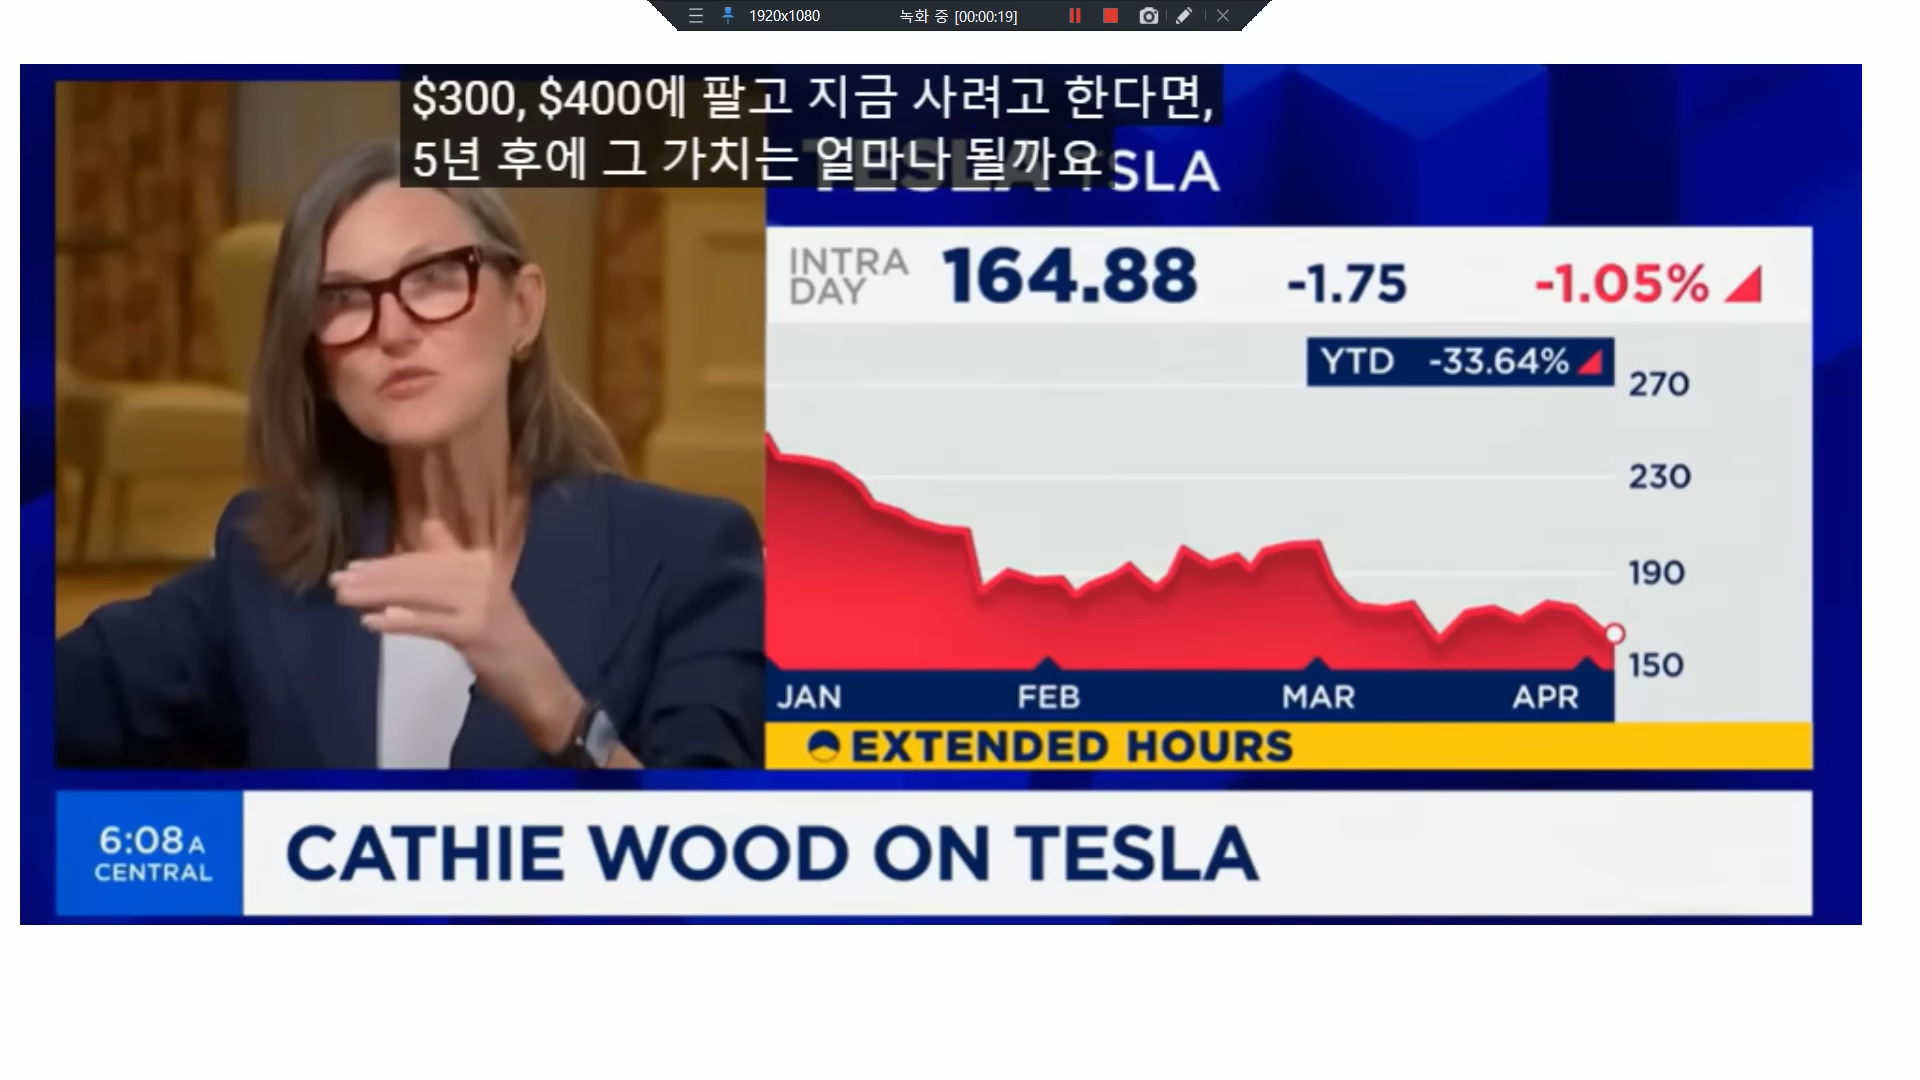 1920x1080
녹화 중 [00:00:19]
$300, $400에 팔고 지금 사려고 한다면,
5년 후에 그 가치는 얼마나 될까요
TESLA TSLA
INTRA
DAY
164.88 -1.75 -1.05%
YTD -33.64%
270
230
190
150
JAN FEB MAR APR
EXTENDED HOURS
6:08A
CENTRAL
CATHIE WOOD ON TESLA